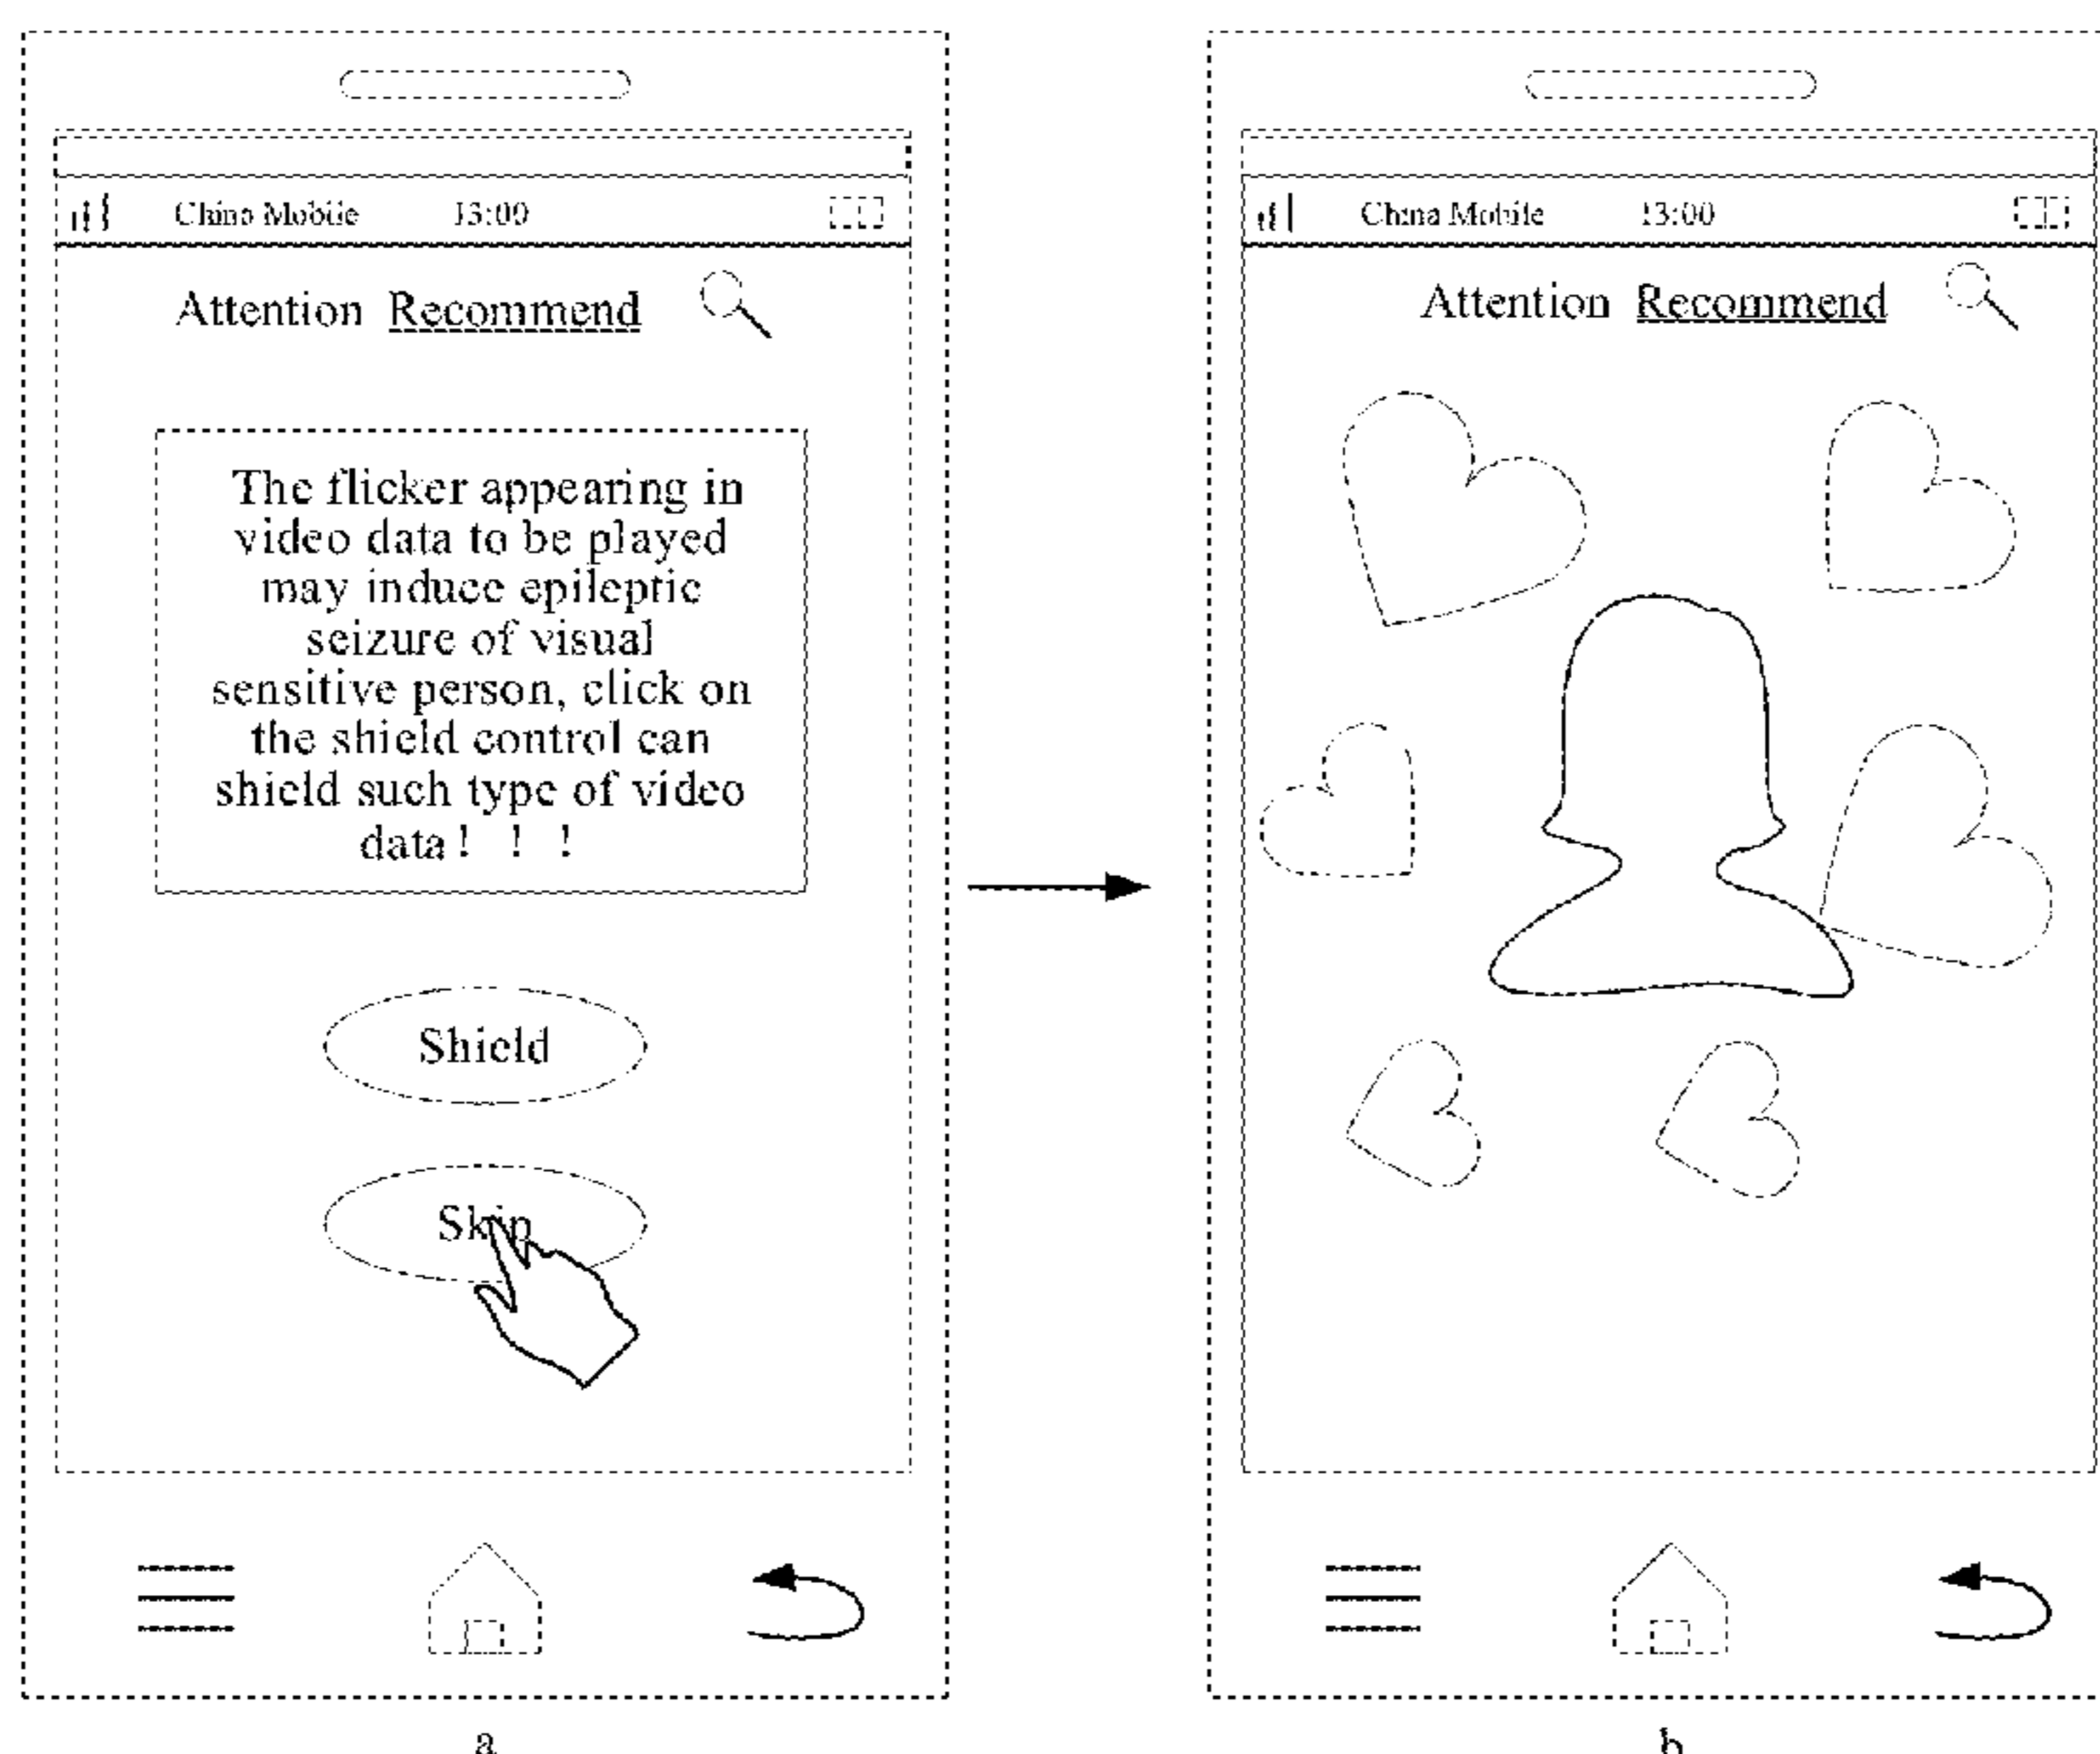 China Mobile 13:00
Attention Recommend
The flicker appearing in
video data to be played
may induce epileptic
seizure of visual
sensitive person, click on
the shield control can
shield such type of video
data! ! !
Shield
Skip
a
China Mobile 13:00
Attention Recommend
b